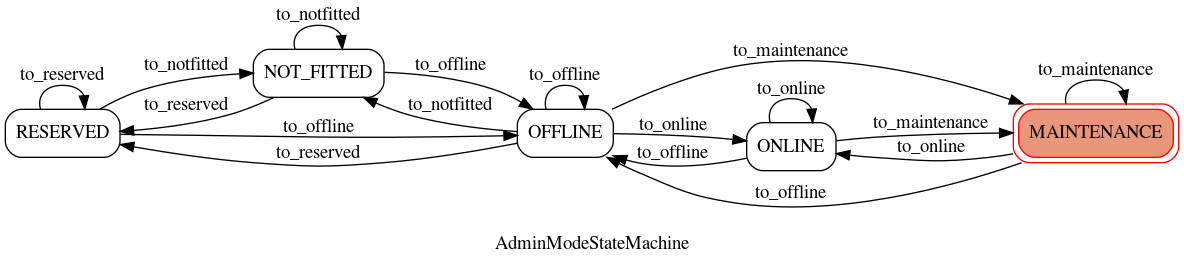 to_notfitted
to_maintenance
to_reserved
to_notfitted
NOT_FITTED
to_offline
to_offline
to_maintenance
to_reserved
to_notfitted
to_online
RESERVED
to_offline
OFFLINE
to_online
to_maintenance
MAINTENANCE
to_reserved
to_offline
ONLINE
to_online
to_offline
AdminModeStateMachine